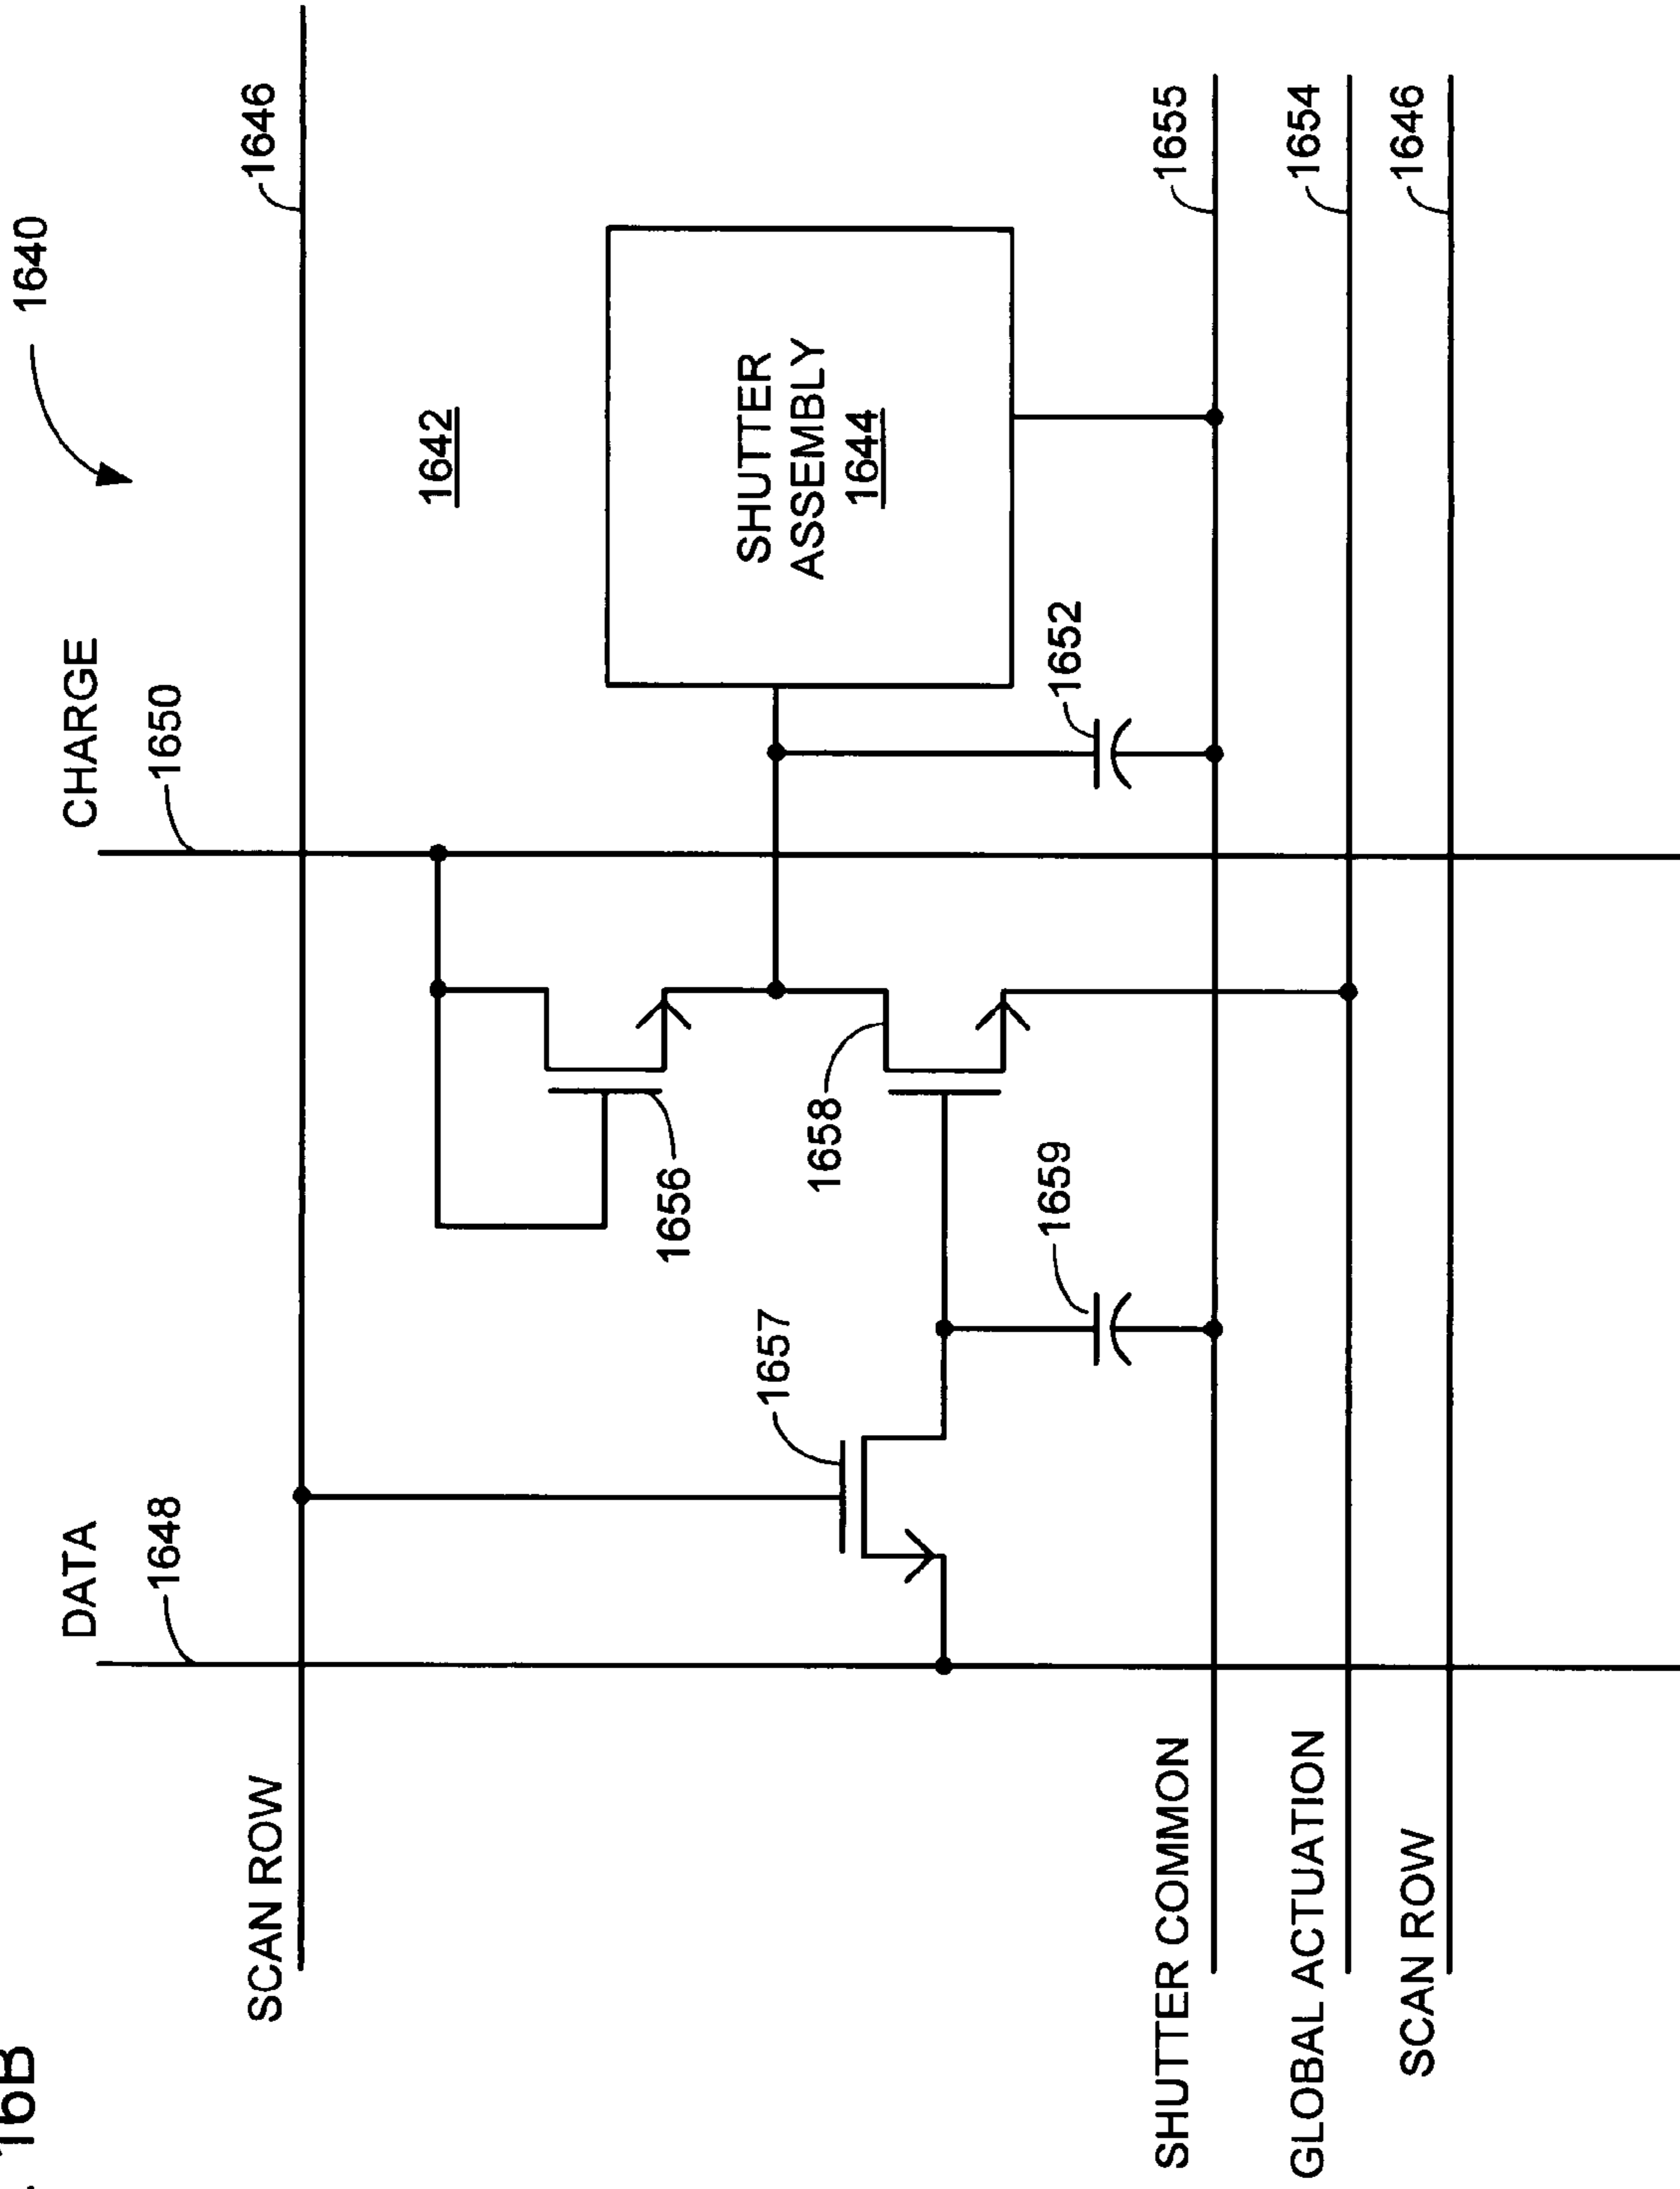 16B
1640
DATA
1648
CHARGE
1650
SCAN ROW
1646
1642
1656
SHUTTER
ASSEMBLY
1644
1657
1658
1659
1652
SHUTTER COMMON
1655
GLOBAL ACTUATION
1654
SCAN ROW
1646